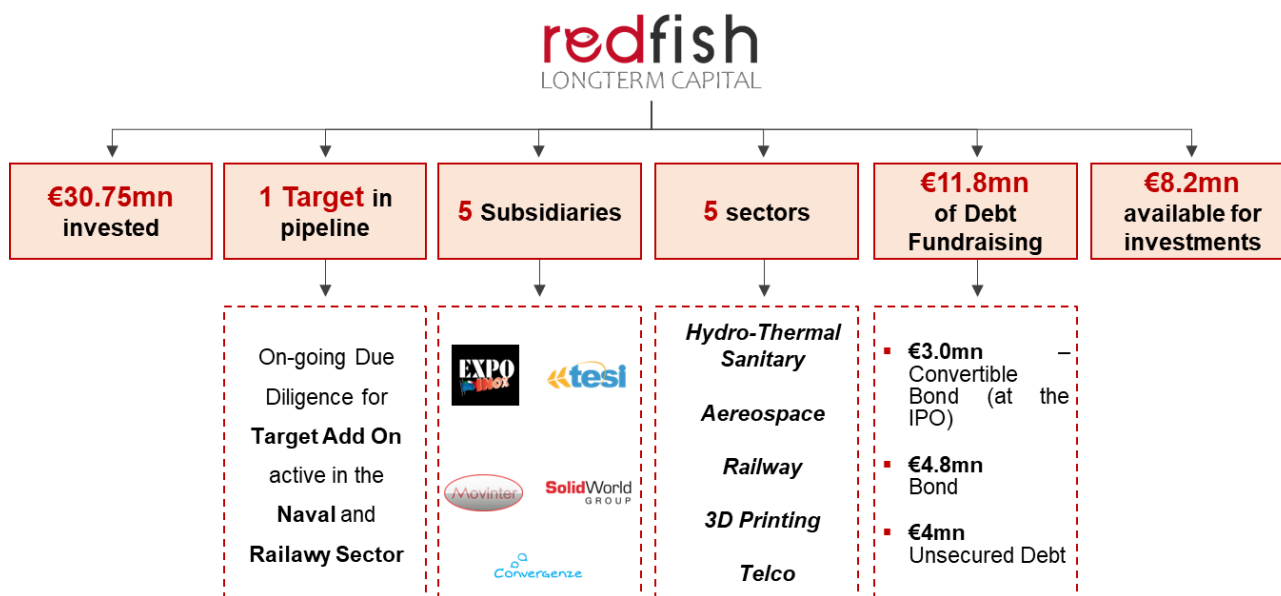 redfish
LONGTERM CAPITAL
€30.75mn
invested
1 Target in
pipeline
5 Subsidiaries
5 sectors
€11.8mn
of Debt
Fundraising
€8.2mn
available for
investments
On-going Due
Diligence for
Target Add On
active in the
Naval and
Railawy Sector
EXPO
INOX
tesi
Movinter
SolidWorld
GROUP
Convergenze
Hydro-Thermal
Sanitary
Aereospace
Railway
3D Printing
Telco
▪ €3.0mn –
Convertible
Bond (at the
IPO)
▪ €4.8mn
Bond
▪ €4mn
Unsecured Debt